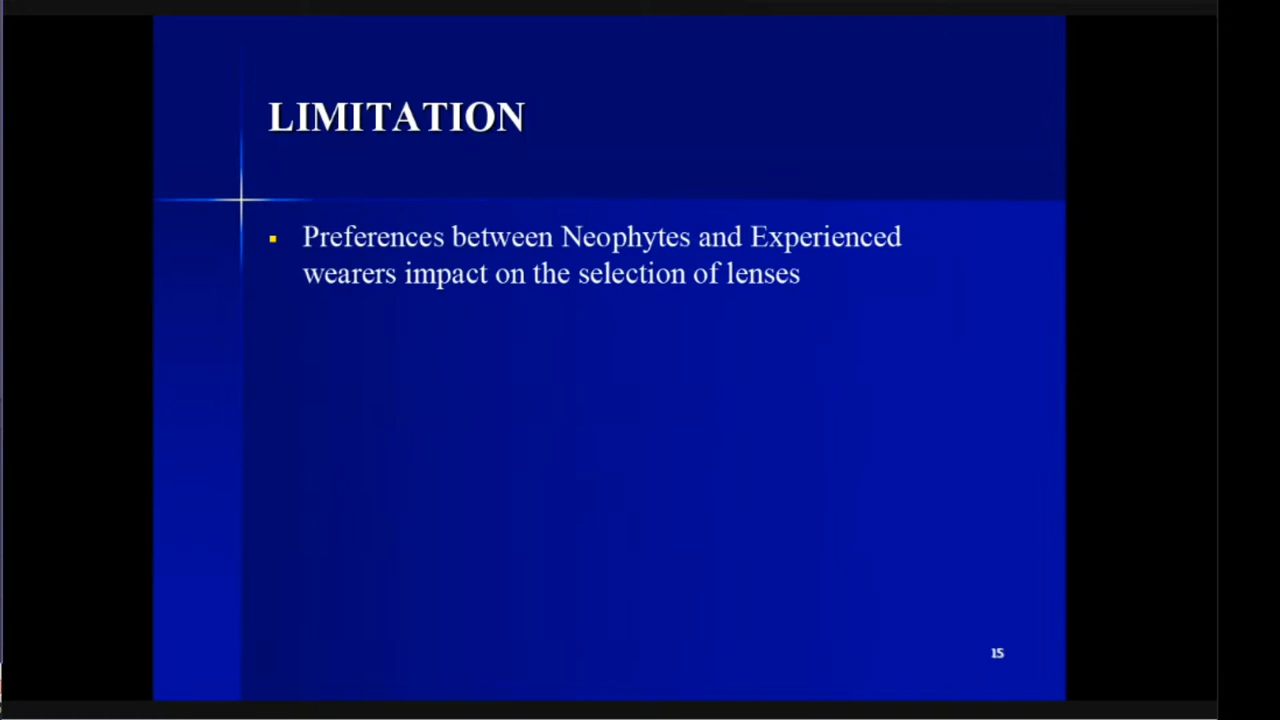 LIMITATION
Preferences between Neophytes and Experienced
wearers impact on the selection of lenses
15